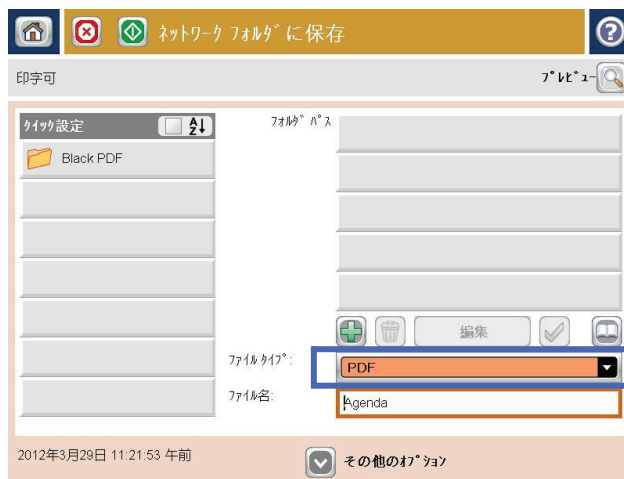 ネットワーク フォルダに保存
?
印字可
プレビュー
クイック設定
A Z
フォルダ パス
Black PDF
編集
ファイル タイプ:
PDF
ファイル名:
Agenda
2012年3月29日 11:21:53 午前
その他のオプション